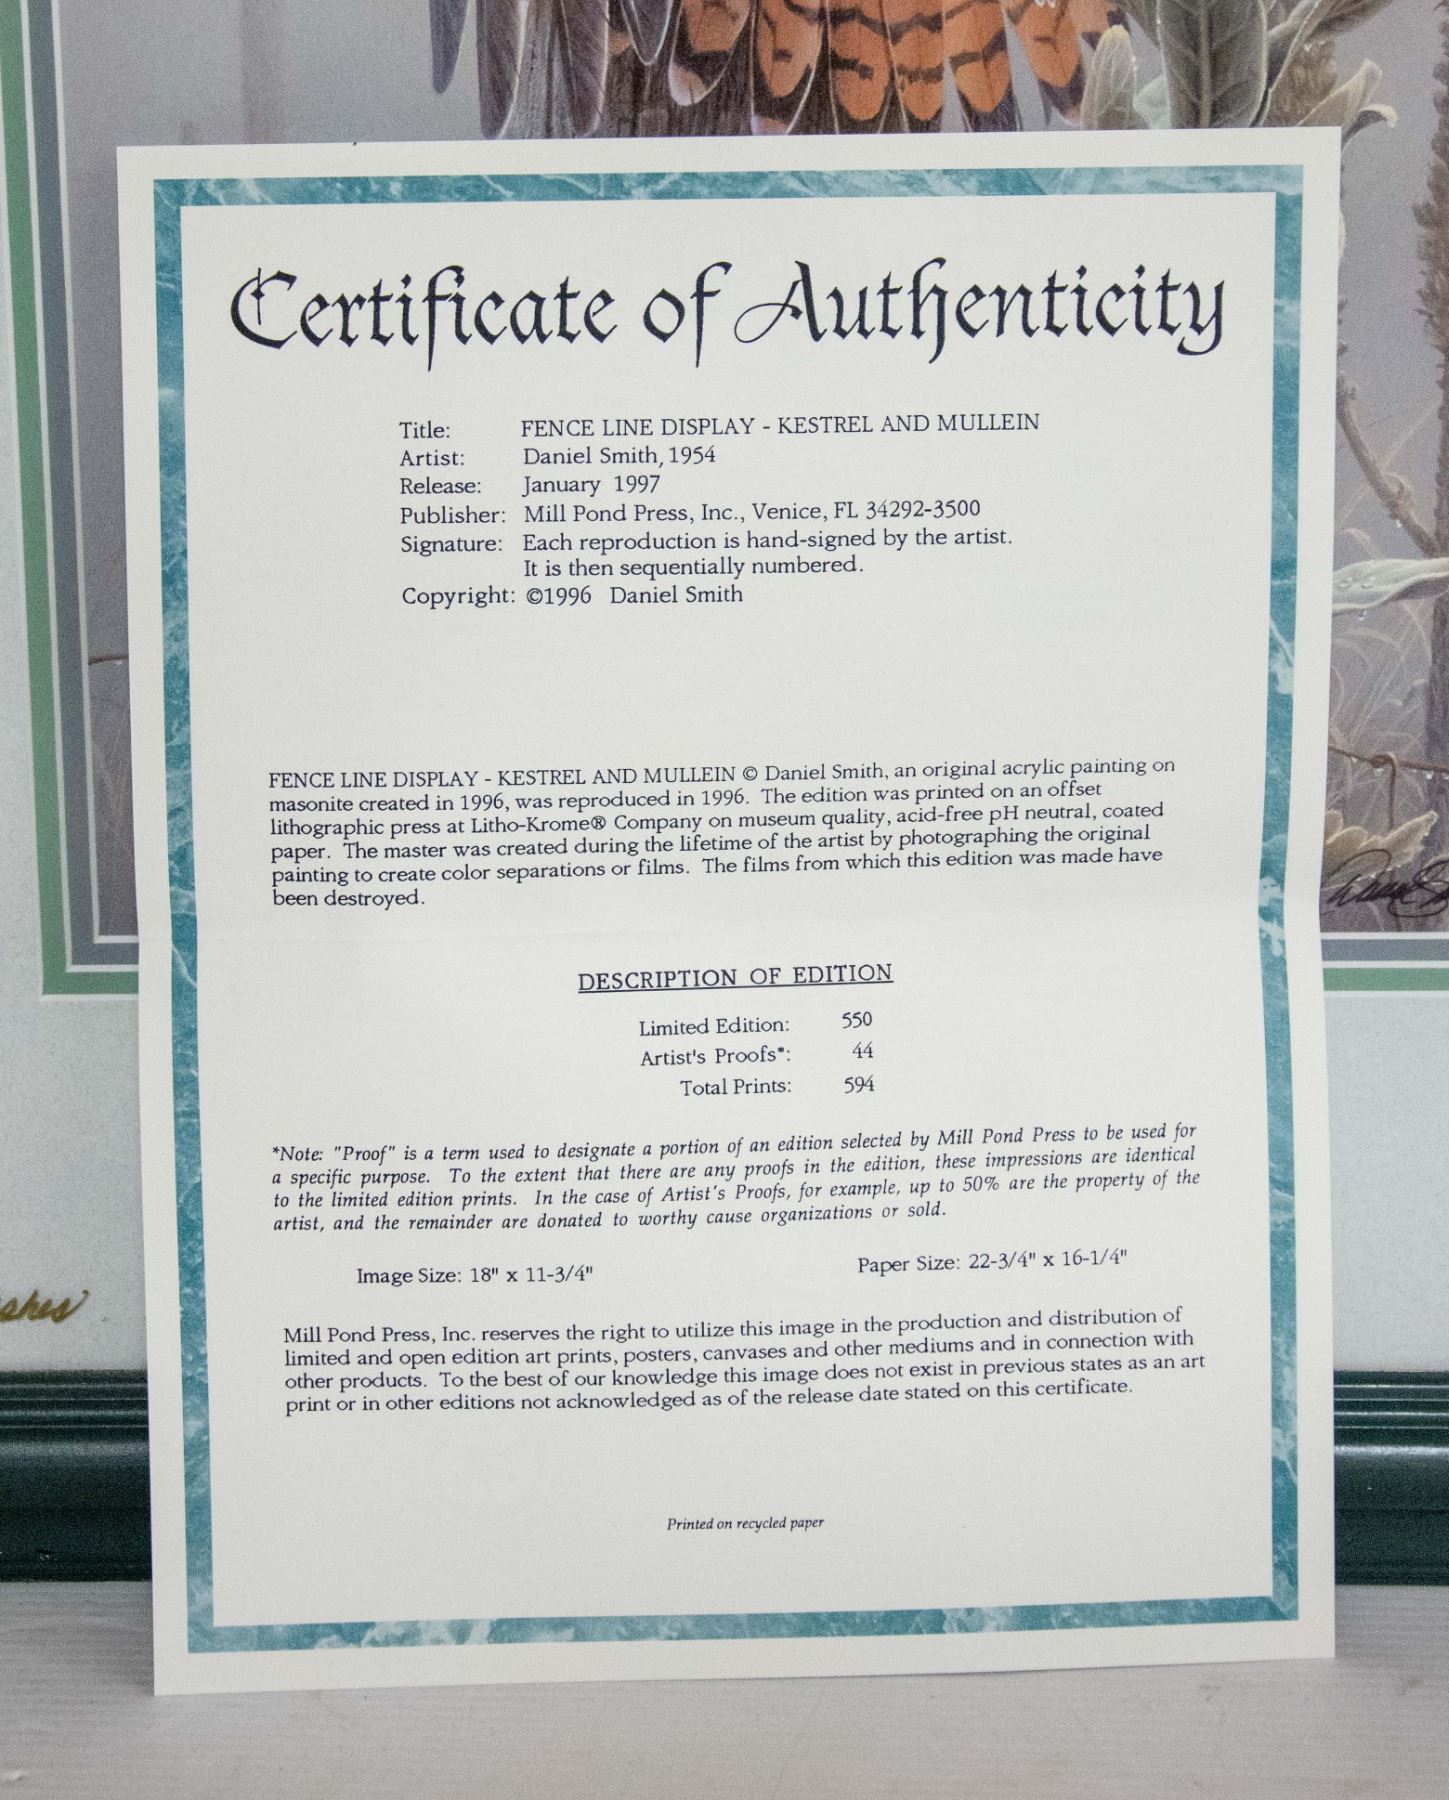 Certificate of Authenticity
Title: FENCE LINE DISPLAY - KESTREL AND MULLEIN
Artist: Daniel Smith, 1954
Release: January 1997
Publisher: Mill Pond Press, Inc., Venice, FL 34292-3500
Signature: Each reproduction is hand-signed by the artist.
It is then sequentially numbered.
Copyright: ©1996 Daniel Smith
FENCE LINE DISPLAY - KESTREL AND MULLEIN © Daniel Smith, an original acrylic painting on
masonite created in 1996, was reproduced in 1996. The edition was printed on an offset
lithographic press at Litho-Krome® Company on museum quality, acid-free pH neutral, coated
paper. The master was created during the lifetime of the artist by photographing the original
painting to create color separations or films. The films from which this edition was made have
been destroyed.
DESCRIPTION OF EDITION
Limited Edition: 550
Artist's Proofs*: 44
Total Prints: 594
*Note: "Proof" is a term used to designate a portion of an edition selected by Mill Pond Press to be used for
a specific purpose. To the extent that there are any proofs in the edition, these impressions are identical
to the limited edition prints. In the case of Artist's Proofs, for example, up to 50% are the property of the
artist, and the remainder are donated to worthy cause organizations or sold.
Image Size: 18" x 11-3/4" Paper Size: 22-3/4" x 16-1/4"
Mill Pond Press, Inc. reserves the right to utilize this image in the production and distribution of
limited and open edition art prints, posters, canvases and other mediums and in connection with
other products. To the best of our knowledge this image does not exist in previous states as an art
print or in other editions not acknowledged as of the release date stated on this certificate.
Printed on recycled paper